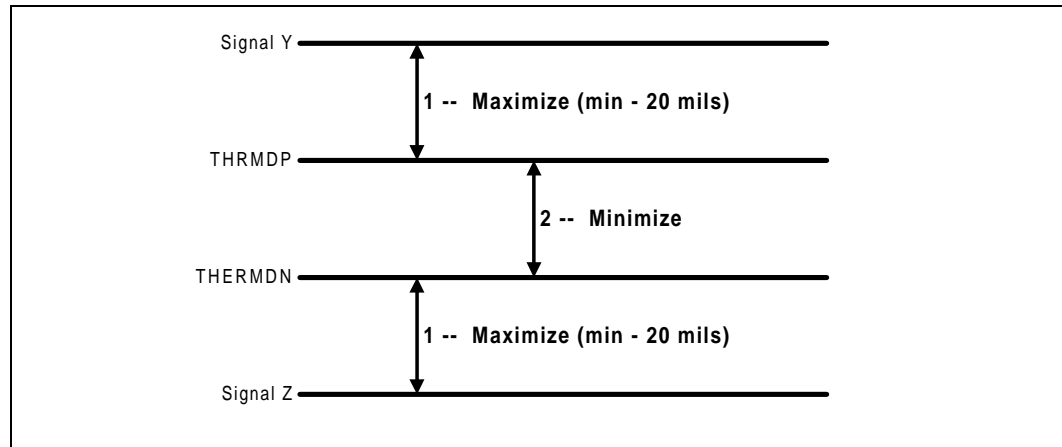 Signal Y
1 -- Maximize (min - 20 mils)
THRMDP
2 -- Minimize
THERMDN
1 -- Maximize (min - 20 mils)
Signal Z